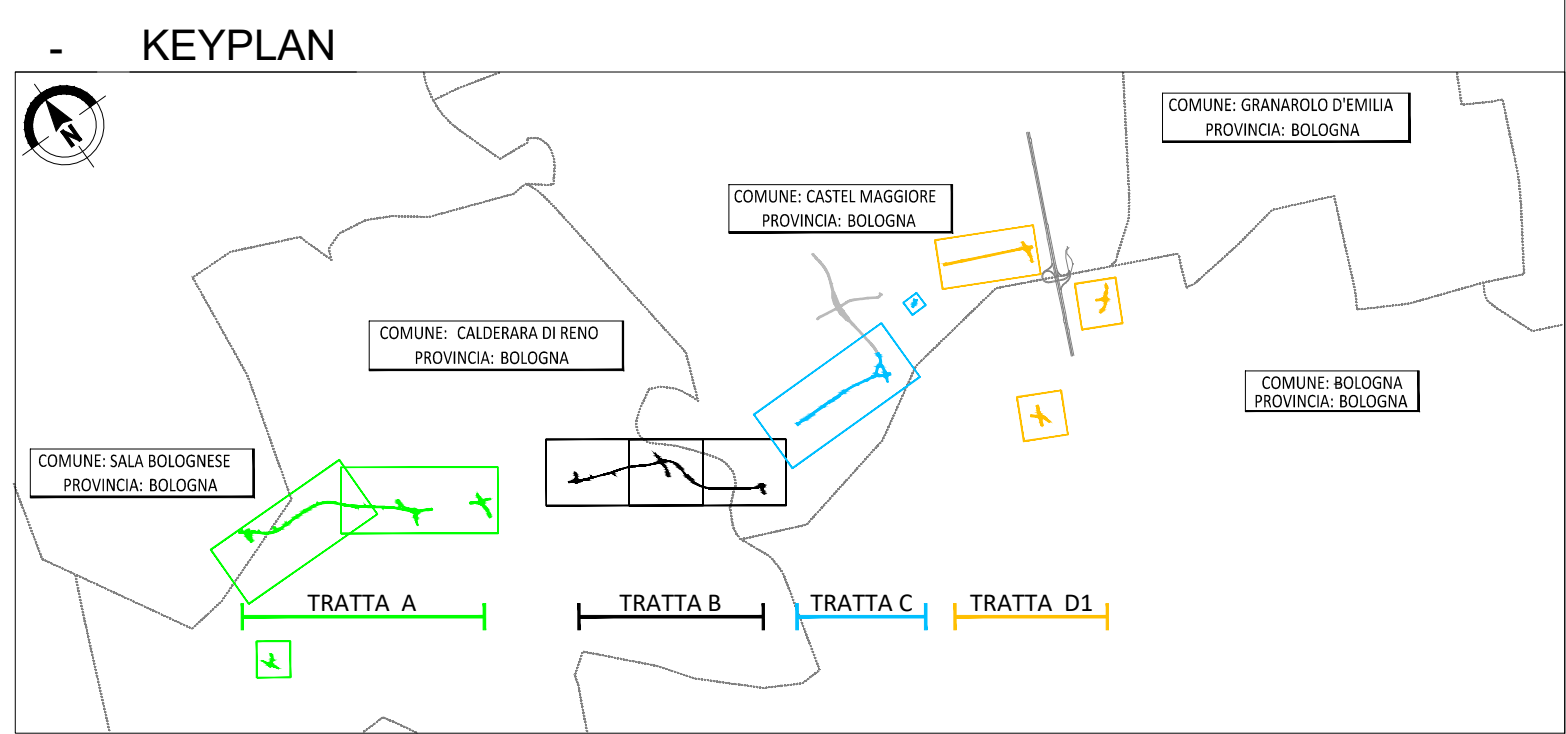 - KEYPLAN
N
COMUNE: GRANAROLO D'EMILIA
PROVINCIA: BOLOGNA
COMUNE: CASTEL MAGGIORE
PROVINCIA: BOLOGNA
COMUNE: CALDERARA DI RENO
PROVINCIA: BOLOGNA
COMUNE: BOLOGNA
PROVINCIA: BOLOGNA
COMUNE: SALA BOLOGNESE
PROVINCIA: BOLOGNA
TRATTA A
TRATTA B
TRATTA C
TRATTA D1